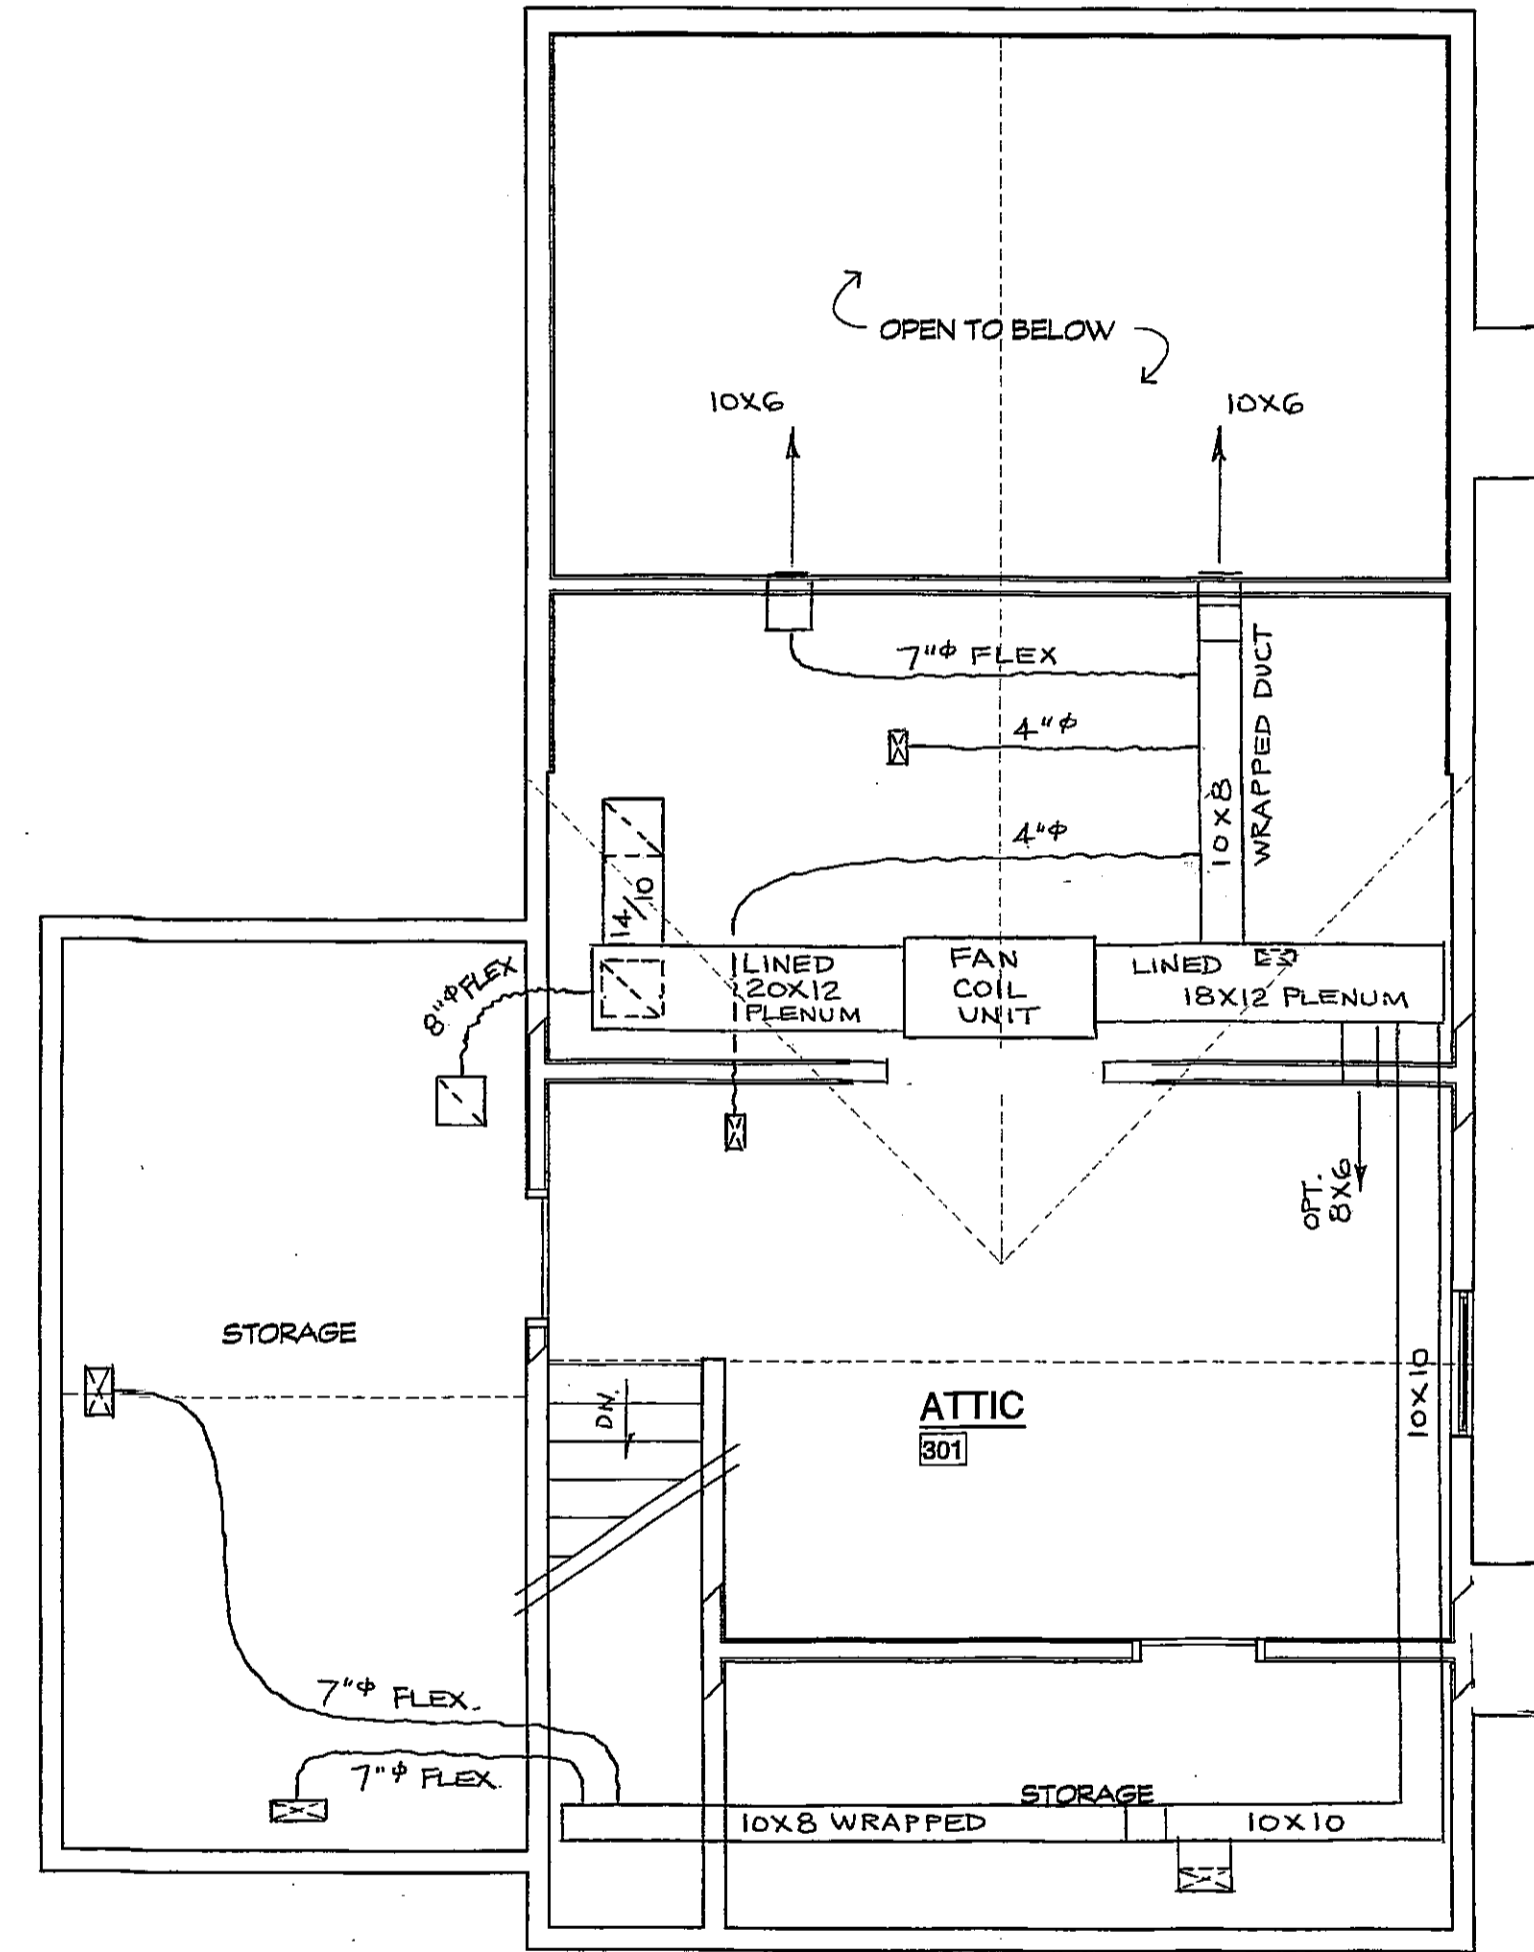 OPEN TO BELOW
10X6
10X6
7"Φ FLEX
4"Φ
4"Φ
10X8
WRAPPED DUCT
14/10
8"Φ FLEX
LINED
20X12
PLENUM
FAN
COIL
UNIT
LINED
18X12 PLENUM
OPT.
8X6
STORAGE
DN.
ATTIC
301
10X10
7"Φ FLEX.
7"Φ FLEX.
STORAGE
10X8 WRAPPED
10X10